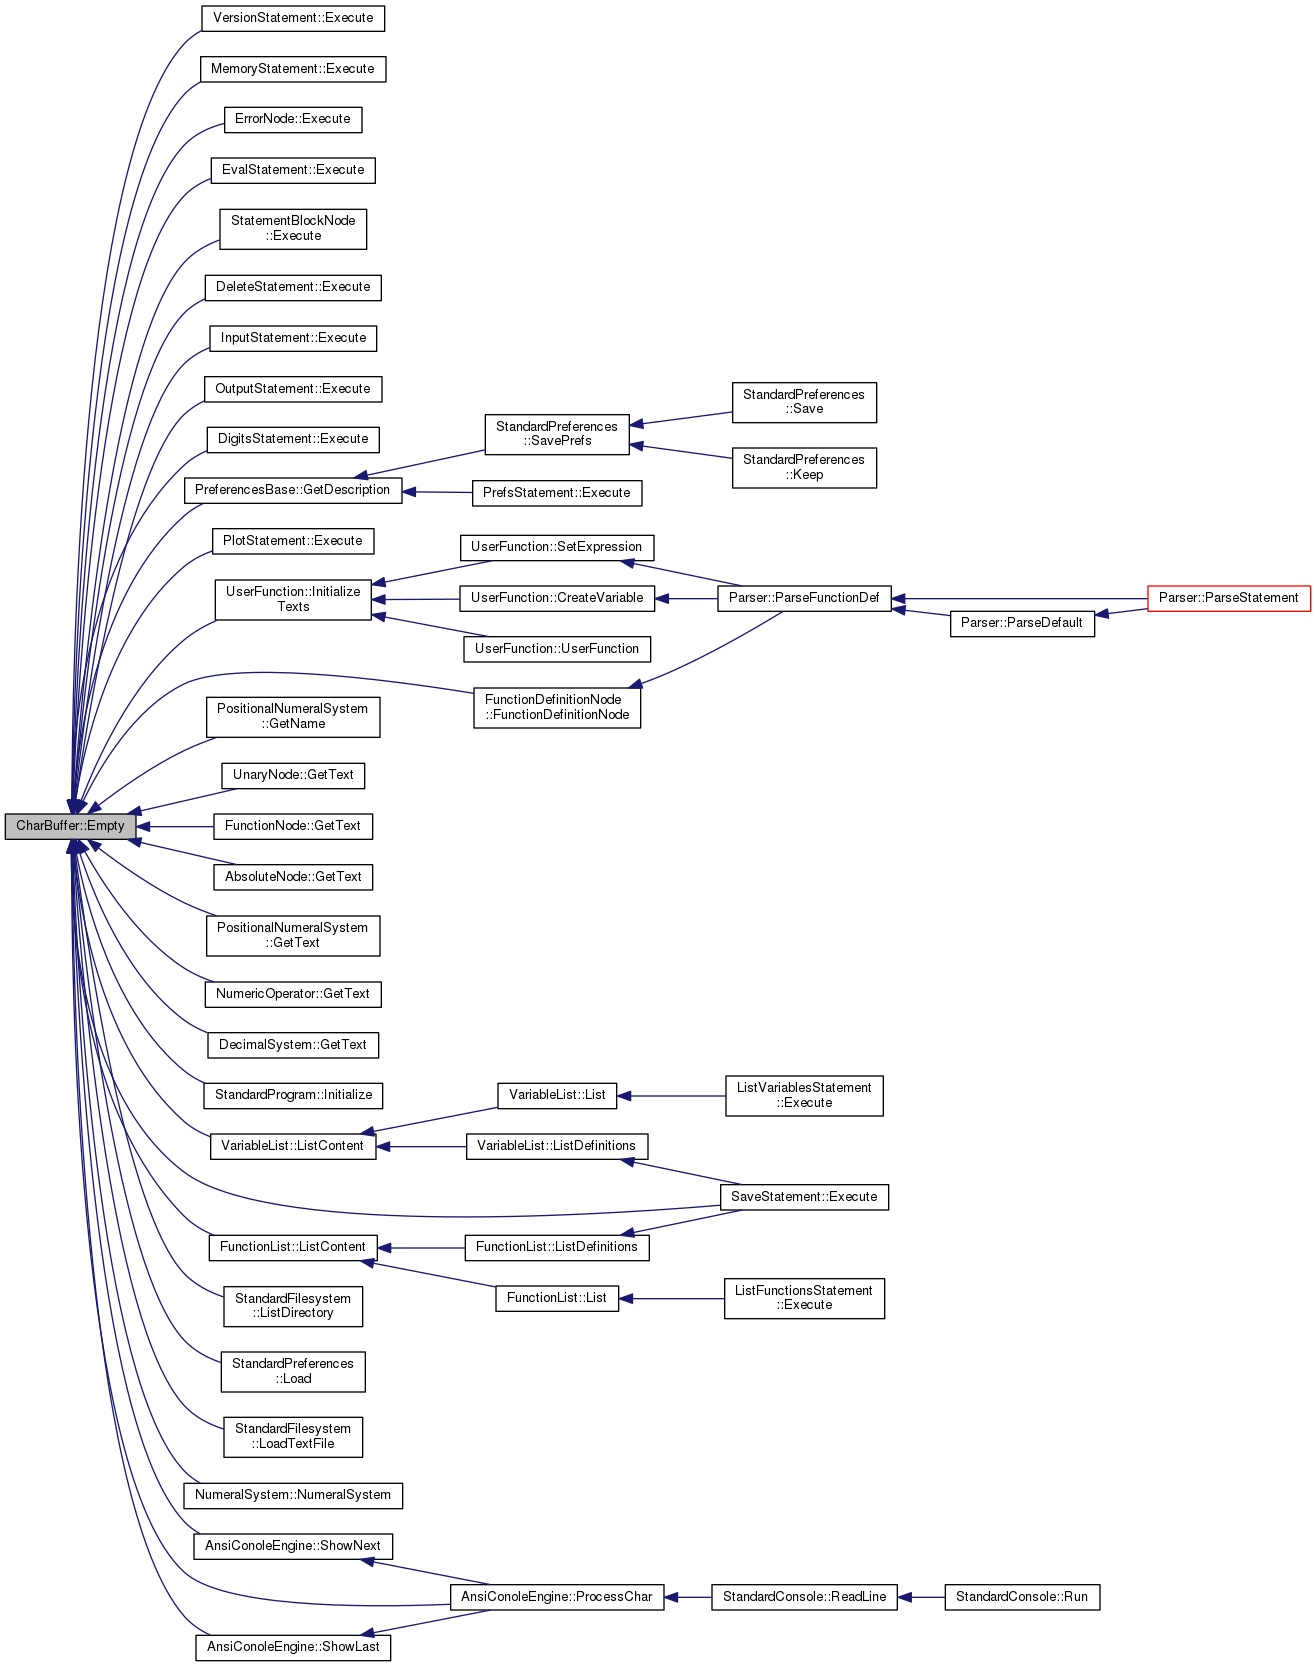 VersionStatement::Execute
MemoryStatement::Execute
ErrorNode::Execute
EvalStatement::Execute
StatementBlockNode
::Execute
DeleteStatement::Execute
InputStatement::Execute
OutputStatement::Execute
DigitsStatement::Execute
PreferencesBase::GetDescription
StandardPreferences
::SavePrefs
StandardPreferences
::Save
StandardPreferences
::Keep
PrefsStatement::Execute
PlotStatement::Execute
UserFunction::Initialize
Texts
UserFunction::SetExpression
UserFunction::CreateVariable
UserFunction::UserFunction
Parser::ParseFunctionDef
Parser::ParseDefault
Parser::ParseStatement
FunctionDefinitionNode
::FunctionDefinitionNode
PositionalNumeralSystem
::GetName
UnaryNode::GetText
CharBuffer::Empty
FunctionNode::GetText
AbsoluteNode::GetText
PositionalNumeralSystem
::GetText
NumericOperator::GetText
DecimalSystem::GetText
StandardProgram::Initialize
VariableList::ListContent
VariableList::List
ListVariablesStatement
::Execute
VariableList::ListDefinitions
SaveStatement::Execute
FunctionList::ListContent
FunctionList::ListDefinitions
FunctionList::List
ListFunctionsStatement
::Execute
StandardFilesystem
::ListDirectory
StandardPreferences
::Load
StandardFilesystem
::LoadTextFile
NumeralSystem::NumeralSystem
AnsiConoleEngine::ShowNext
AnsiConoleEngine::ProcessChar
StandardConsole::ReadLine
StandardConsole::Run
AnsiConoleEngine::ShowLast